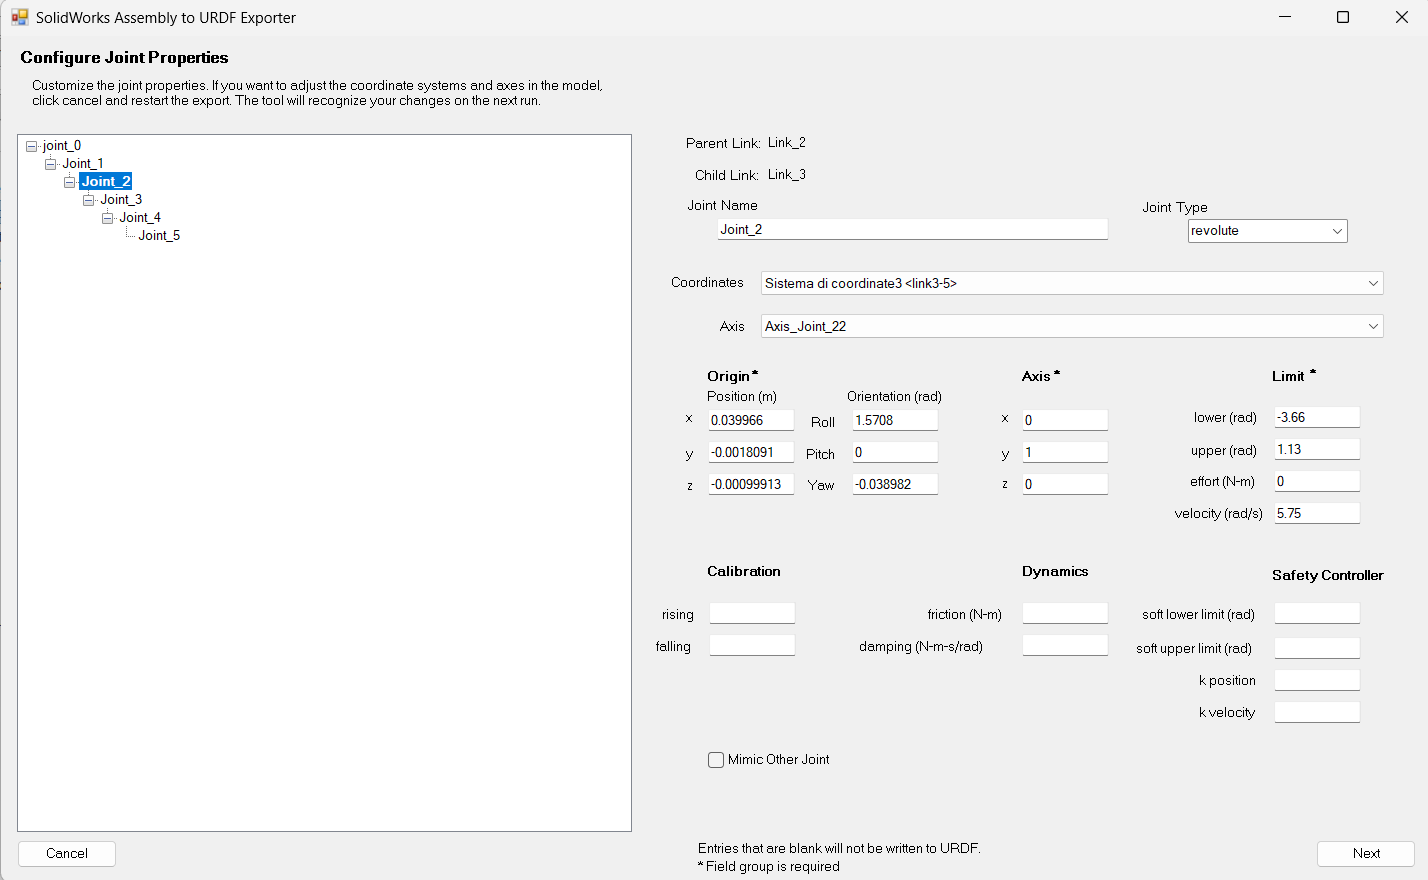 SolidWorks Assembly to URDF Exporter
Configure Joint Properties
Customize the joint properties. If you want to adjust the coordinate systems and axes in the model,
click cancel and restart the export. The tool will recognize your changes on the next run.
joint_0
Joint_1
Joint_2
Joint_3
Joint_4
Joint_5
Parent Link: Link_2
Child Link: Link_3
Joint Name
Joint_2
Joint Type
revolute
Coordinates Sistema di coordinate3 <link3-5>
Axis Axis_Joint_22
Origin*
Position (m) Orientation (rad)
x 0.039966 Roll 1.5708
y -0.0018091 Pitch 0
z -0.00099913 Yaw -0.038982
Axis*
x 0
y 1
z 0
Limit *
lower (rad) -3.66
upper (rad) 1.13
effort (N-m) 0
velocity (rad/s) 5.75
Calibration
rising
falling
Dynamics
friction (N-m)
damping (N-m-s/rad)
Safety Controller
soft lower limit (rad)
soft upper limit (rad)
k position
k velocity
Mimic Other Joint
Entries that are blank will not be written to URDF.
* Field group is required
Cancel
Next